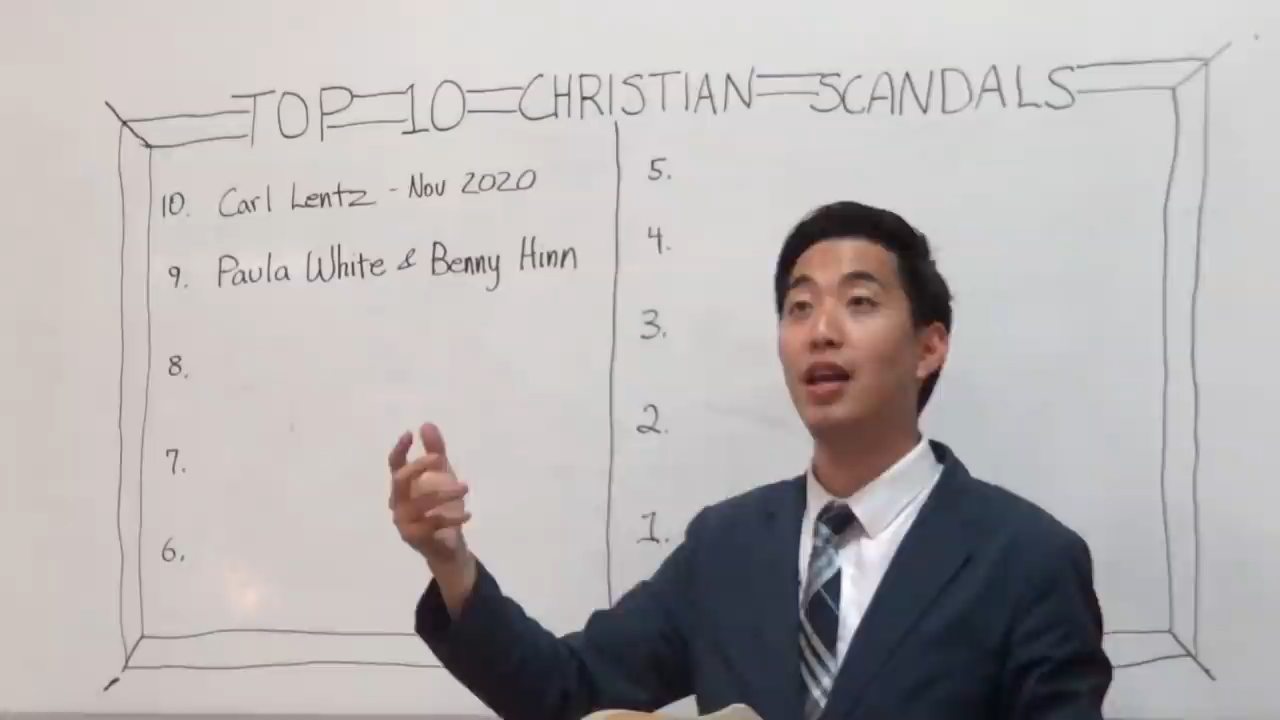 TOP 10 CHRISTIAN SCANDALS
10. Carl Lentz - Nov 2020
9. Paula White & Benny Hinn
8.
7.
6.
5.
4.
3.
2.
1.